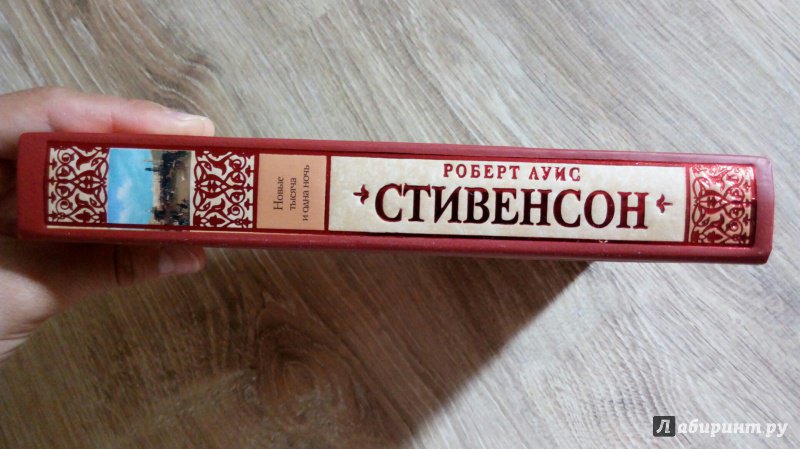 РОБЕРТ ЛУИС
СТИВЕНСОН
Новые
тысяча
и одна ночь
Лабиринт.ру